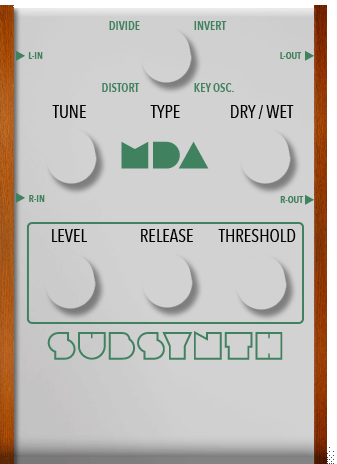 DIVIDE INVERT
L-IN L-OUT
DISTORT KEY OSC.
TUNE TYPE DRY / WET
MDA
R-IN R-OUT
LEVEL RELEASE THRESHOLD
SUBSYNTH